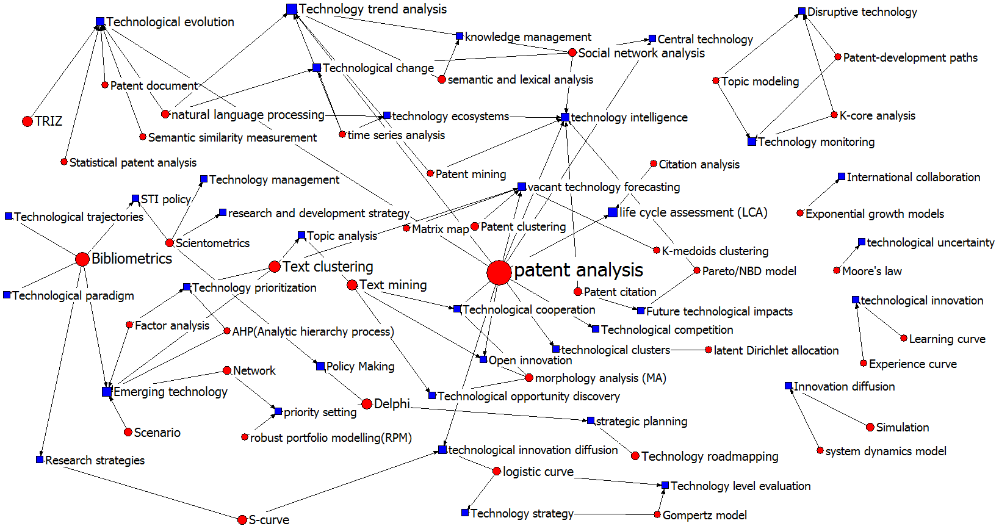 Technology trend analysis
Disruptive technology
Technological evolution
knowledge management
Central technology
Social network analysis
Patent-development paths
Technological change
semantic and lexical analysis
Topic modeling
Patent document
natural language processing
technology ecosystems
technology intelligence
K-core analysis
TRIZ
Semantic similarity measurement
time series analysis
Technology monitoring
Statistical patent analysis
Citation analysis
Patent mining
Technology management
International collaboration
vacant technology forecasting
STI policy
Technological trajectories
research and development strategy
life cycle assessment (LCA)
Exponential growth models
Matrix map
Patent clustering
Topic analysis
Scientometrics
technological uncertainty
K-medoids clustering
Bibliometrics
Text clustering
patent analysis
Pareto/NBD model
Moore's law
Text mining
Technology prioritization
Patent citation
Technological paradigm
technological innovation
Technological cooperation
Future technological impacts
Factor analysis
AHP(Analytic hierarchy process)
Technological competition
Learning curve
technological clusters
latent Dirichlet allocation
Open innovation
Experience curve
Policy Making
Network
morphology analysis (MA)
Innovation diffusion
Emerging technology
Technological opportunity discovery
Delphi
priority setting
strategic planning
Simulation
Scenario
robust portfolio modelling(RPM)
technological innovation diffusion
system dynamics model
Technology roadmapping
Research strategies
logistic curve
Technology level evaluation
Technology strategy
Gompertz model
S-curve